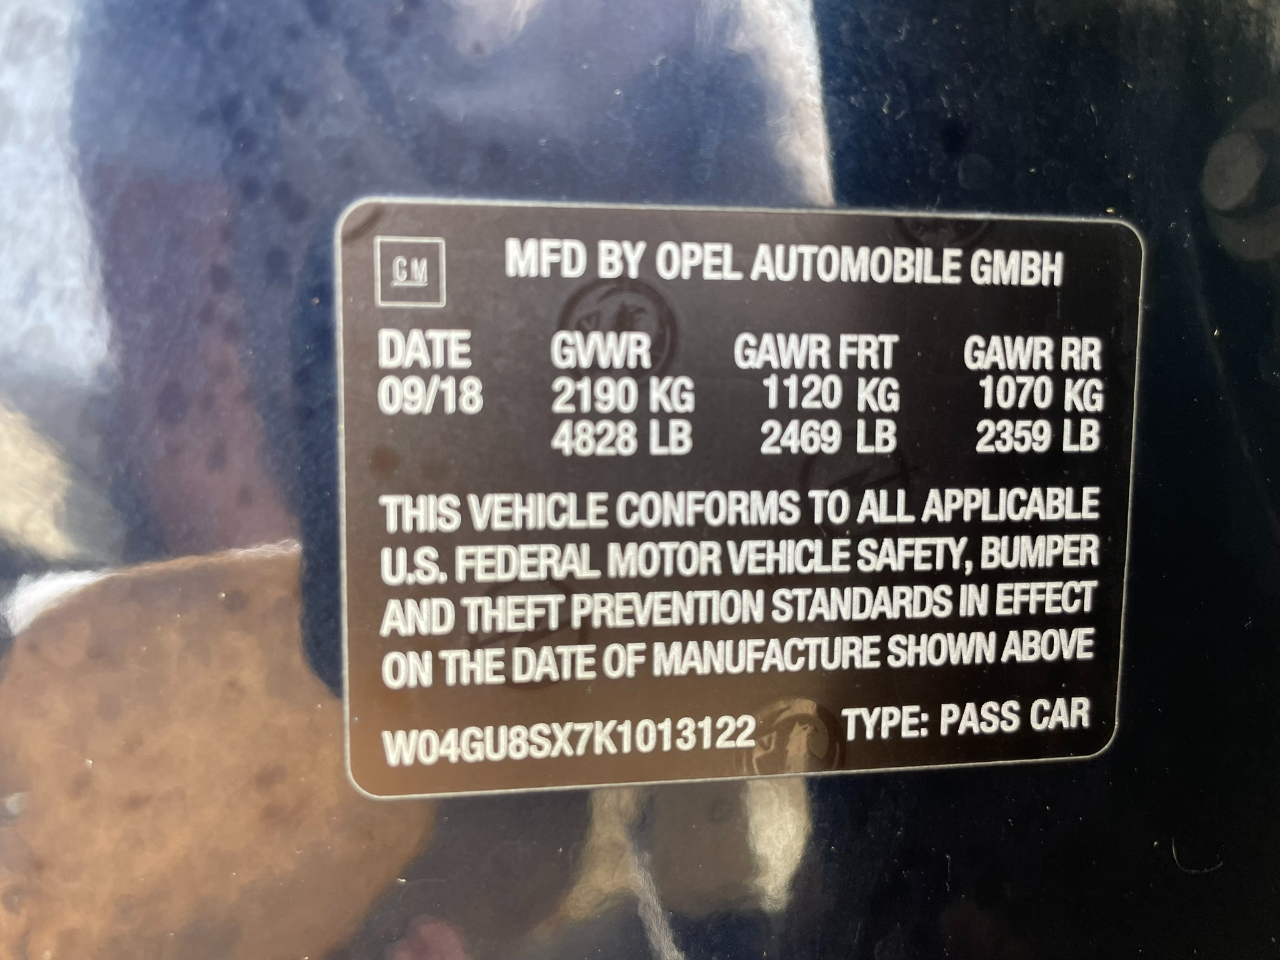 GM MFD BY OPEL AUTOMOBILE GMBH
DATE GVWR GAWR FRT GAWR RR
09/18 2190 KG 1120 KG 1070 KG
4828 LB 2469 LB 2359 LB
THIS VEHICLE CONFORMS TO ALL APPLICABLE
U.S. FEDERAL MOTOR VEHICLE SAFETY, BUMPER
AND THEFT PREVENTION STANDARDS IN EFFECT
ON THE DATE OF MANUFACTURE SHOWN ABOVE
W04GU8SX7K1013122 TYPE: PASS CAR